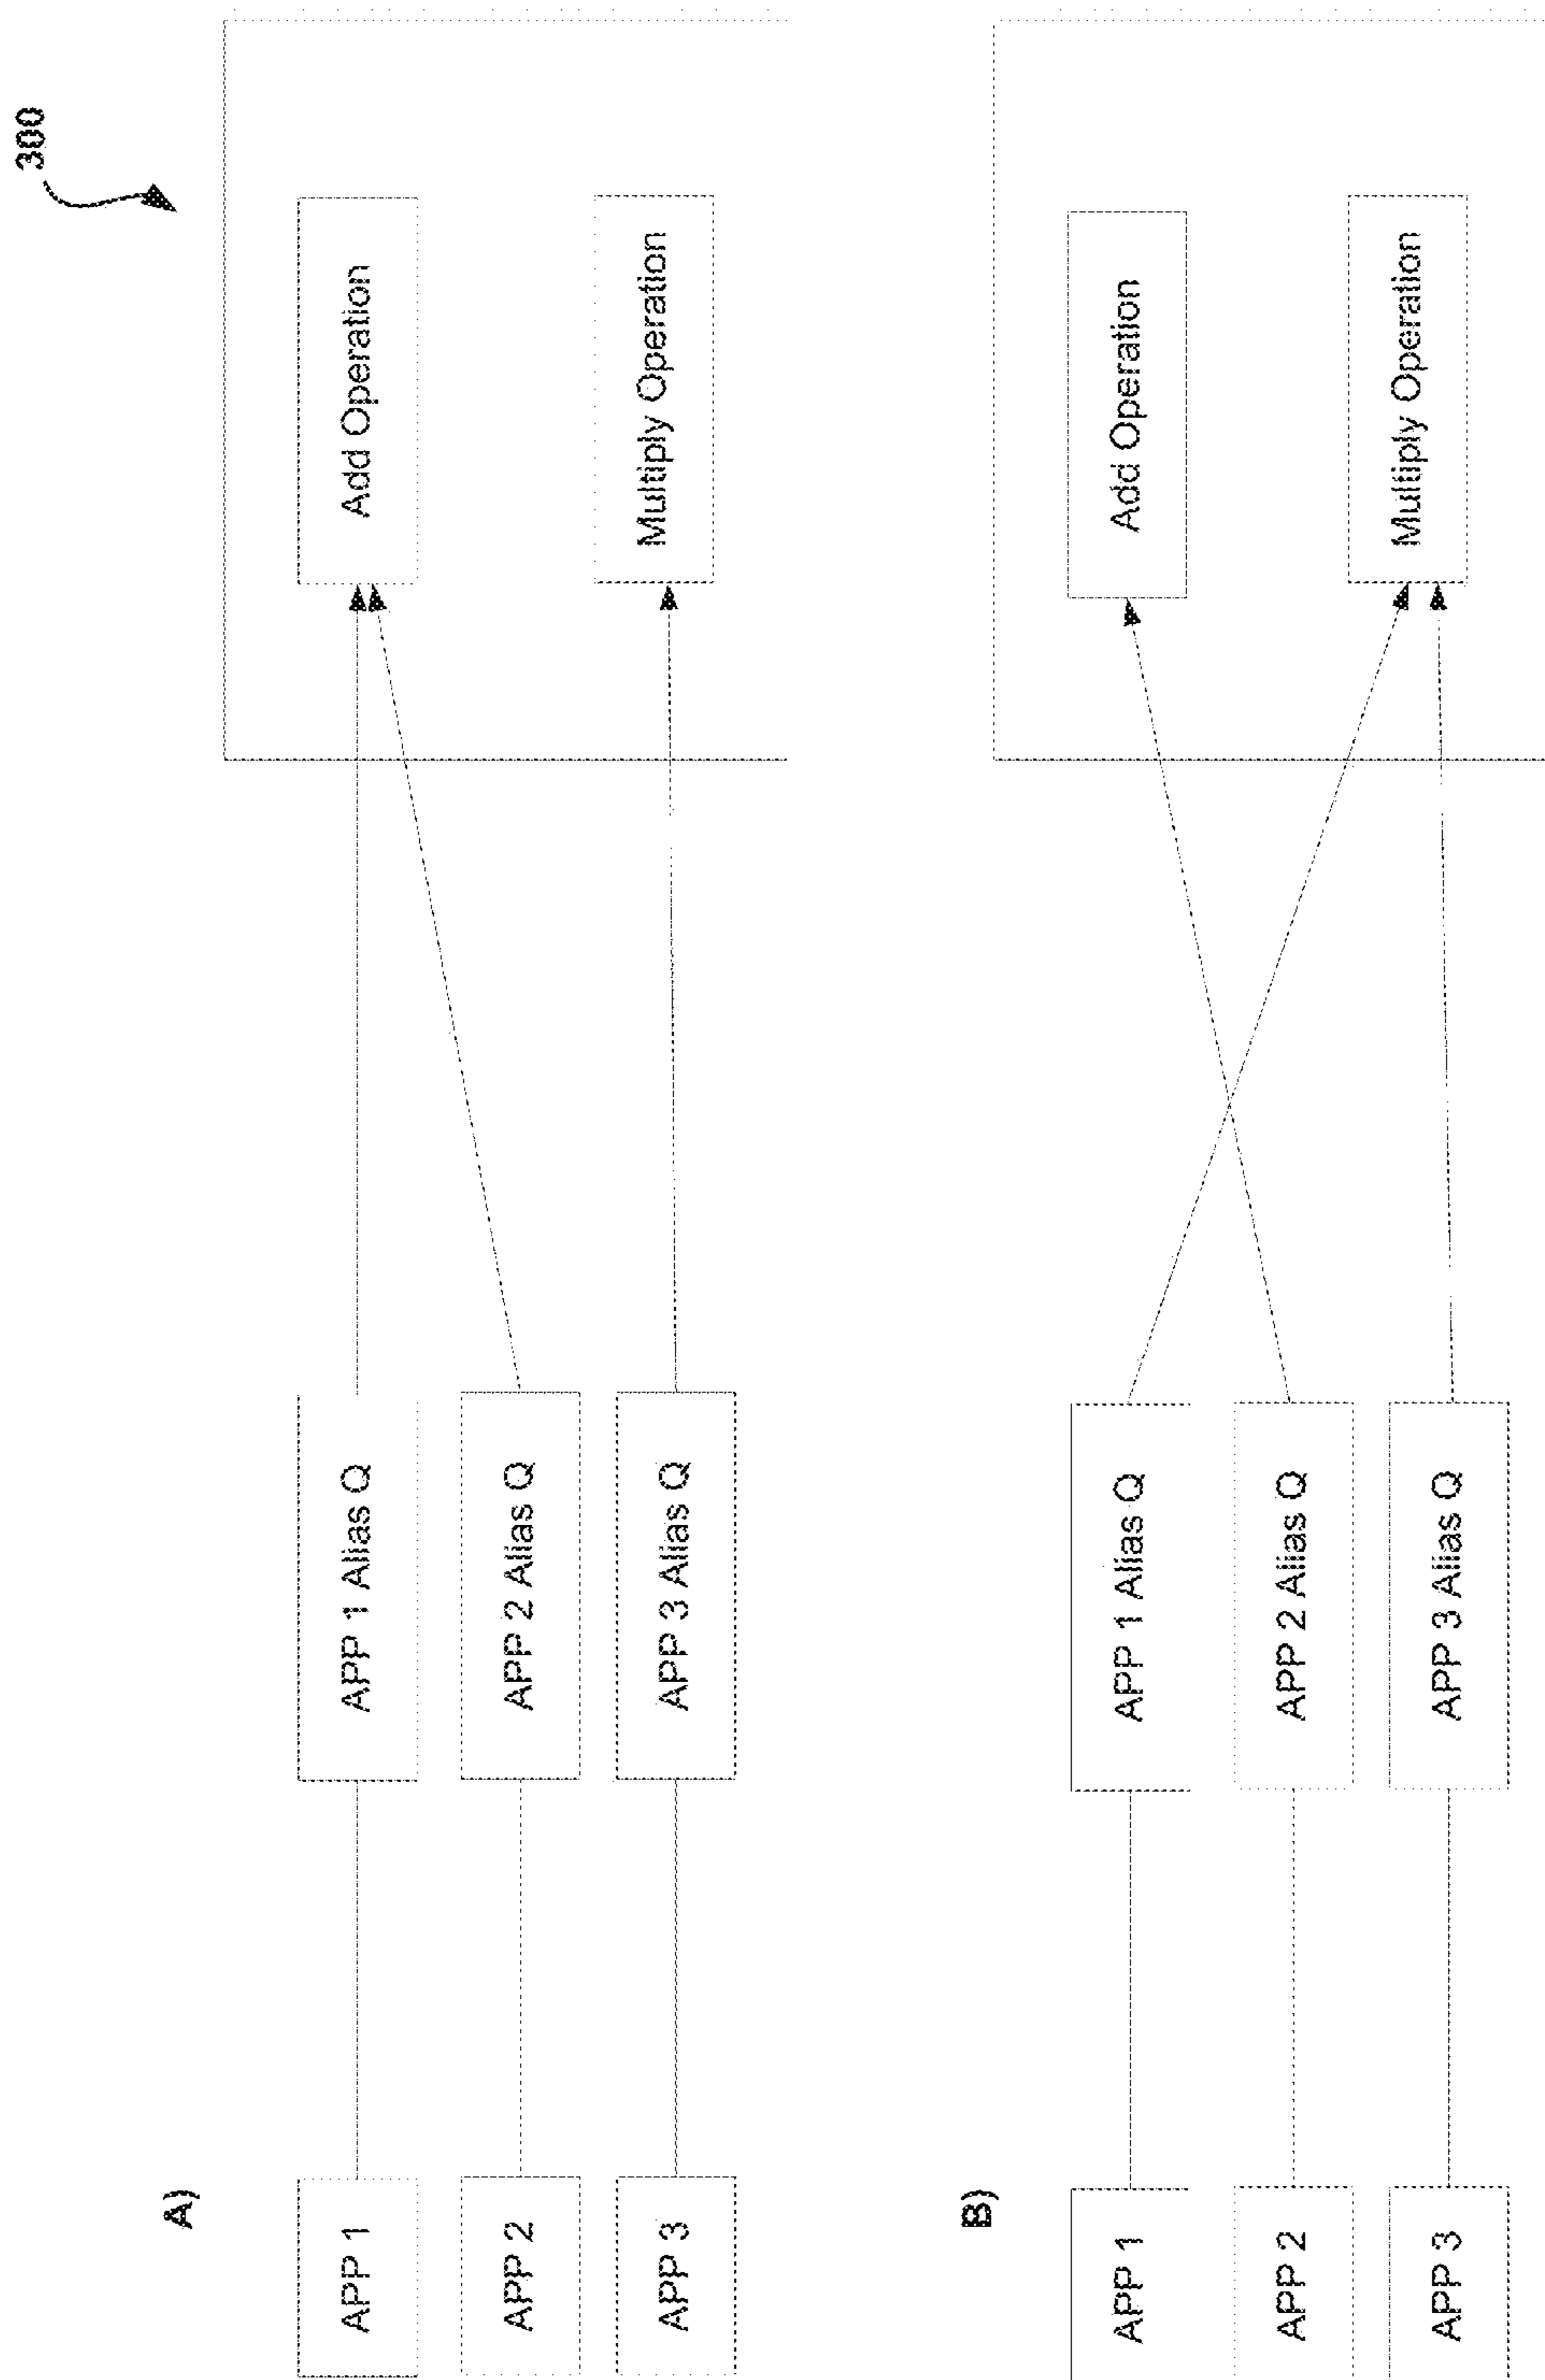 300
A)
APP 1
APP 1 Alias Q
Add Operation
APP 2
APP 2 Alias Q
APP 3
APP 3 Alias Q
Multiply Operation
B)
APP 1
APP 1 Alias Q
Add Operation
APP 2
APP 2 Alias Q
APP 3
APP 3 Alias Q
Multiply Operation